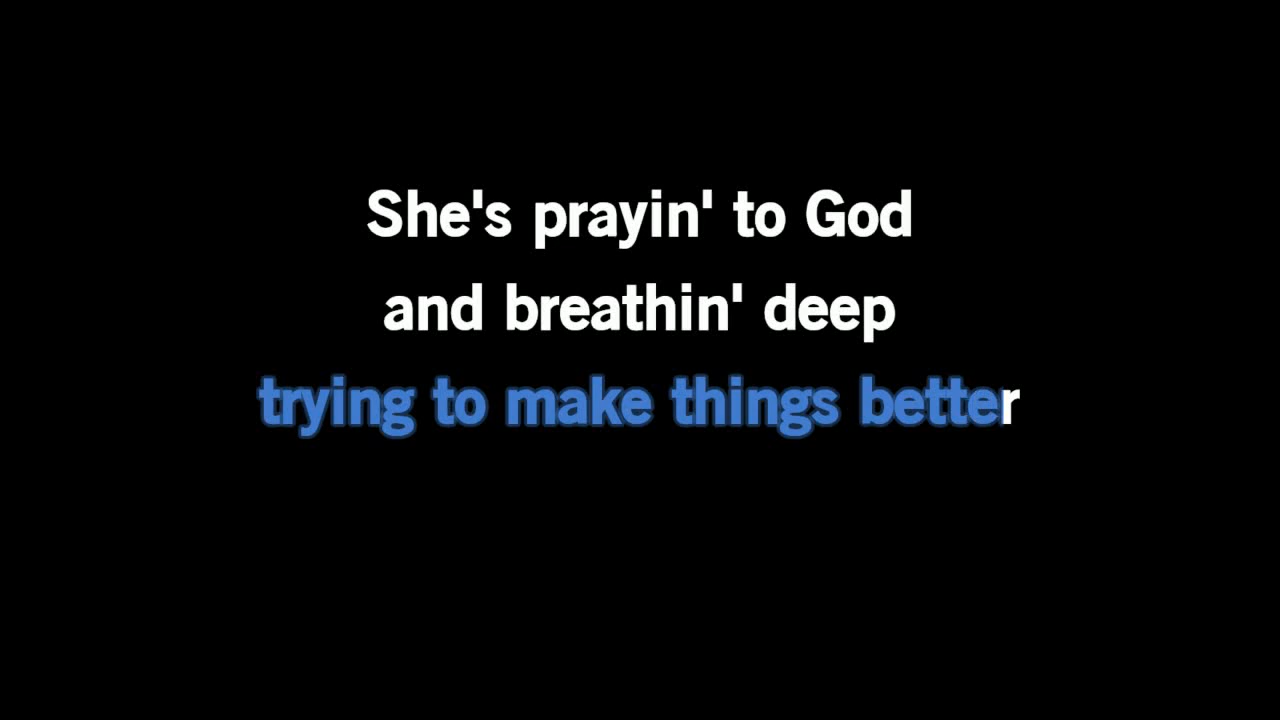 She's prayin' to God
and breathin' deep
trying to make things better